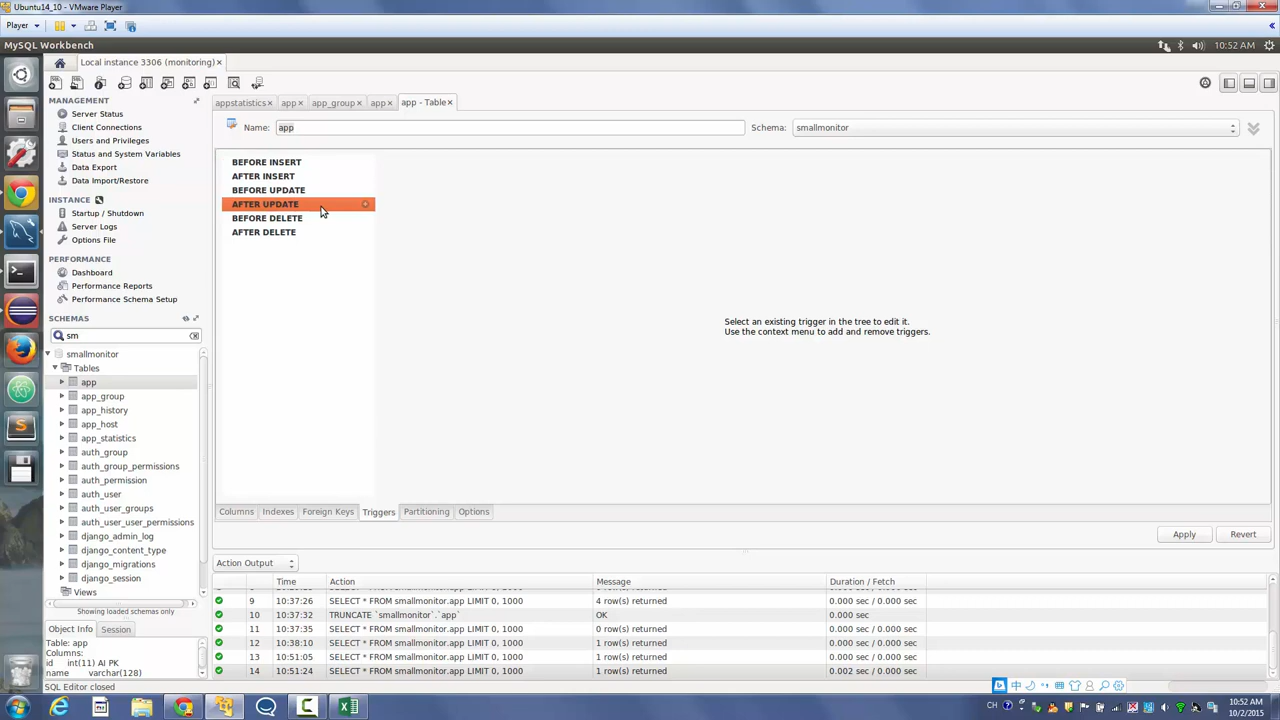 Ubuntu14_10 - VMware Player
Player
MySQL Workbench
10:52 AM
Local instance 3306 (monitoring) ×
MANAGEMENT
Server Status
Client Connections
Users and Privileges
Status and System Variables
Data Export
Data Import/Restore
INSTANCE
Startup / Shutdown
Server Logs
Options File
PERFORMANCE
Dashboard
Performance Reports
Performance Schema Setup
SCHEMAS
sm
smallmonitor
Tables
app
app_group
app_history
app_host
app_statistics
auth_group
auth_group_permissions
auth_permission
auth_user
auth_user_groups
auth_user_user_permissions
django_admin_log
django_content_type
django_migrations
django_session
Views
Showing loaded schemas only
Object Info Session
Table: app
Columns:
id int(11) AI PK
name varchar(128)
SQL Editor closed
appstatistics × app × app_group × app × app - Table ×
Name: app Schema: smallmonitor
BEFORE INSERT
AFTER INSERT
BEFORE UPDATE
AFTER UPDATE
BEFORE DELETE
AFTER DELETE
Select an existing trigger in the tree to edit it.
Use the context menu to add and remove triggers.
Columns Indexes Foreign Keys Triggers Partitioning Options
Apply Revert
Action Output
Time Action Message Duration / Fetch
9 10:37:26 SELECT * FROM smallmonitor.app LIMIT 0, 1000 4 row(s) returned 0.000 sec / 0.000 sec
10 10:37:32 TRUNCATE `smallmonitor`.`app` OK 0.000 sec
11 10:37:35 SELECT * FROM smallmonitor.app LIMIT 0, 1000 0 row(s) returned 0.000 sec / 0.000 sec
12 10:38:10 SELECT * FROM smallmonitor.app LIMIT 0, 1000 1 row(s) returned 0.000 sec / 0.000 sec
13 10:51:05 SELECT * FROM smallmonitor.app LIMIT 0, 1000 1 row(s) returned 0.000 sec / 0.000 sec
14 10:51:24 SELECT * FROM smallmonitor.app LIMIT 0, 1000 1 row(s) returned 0.002 sec / 0.000 sec
中
CH
10:52 AM
10/2/2015